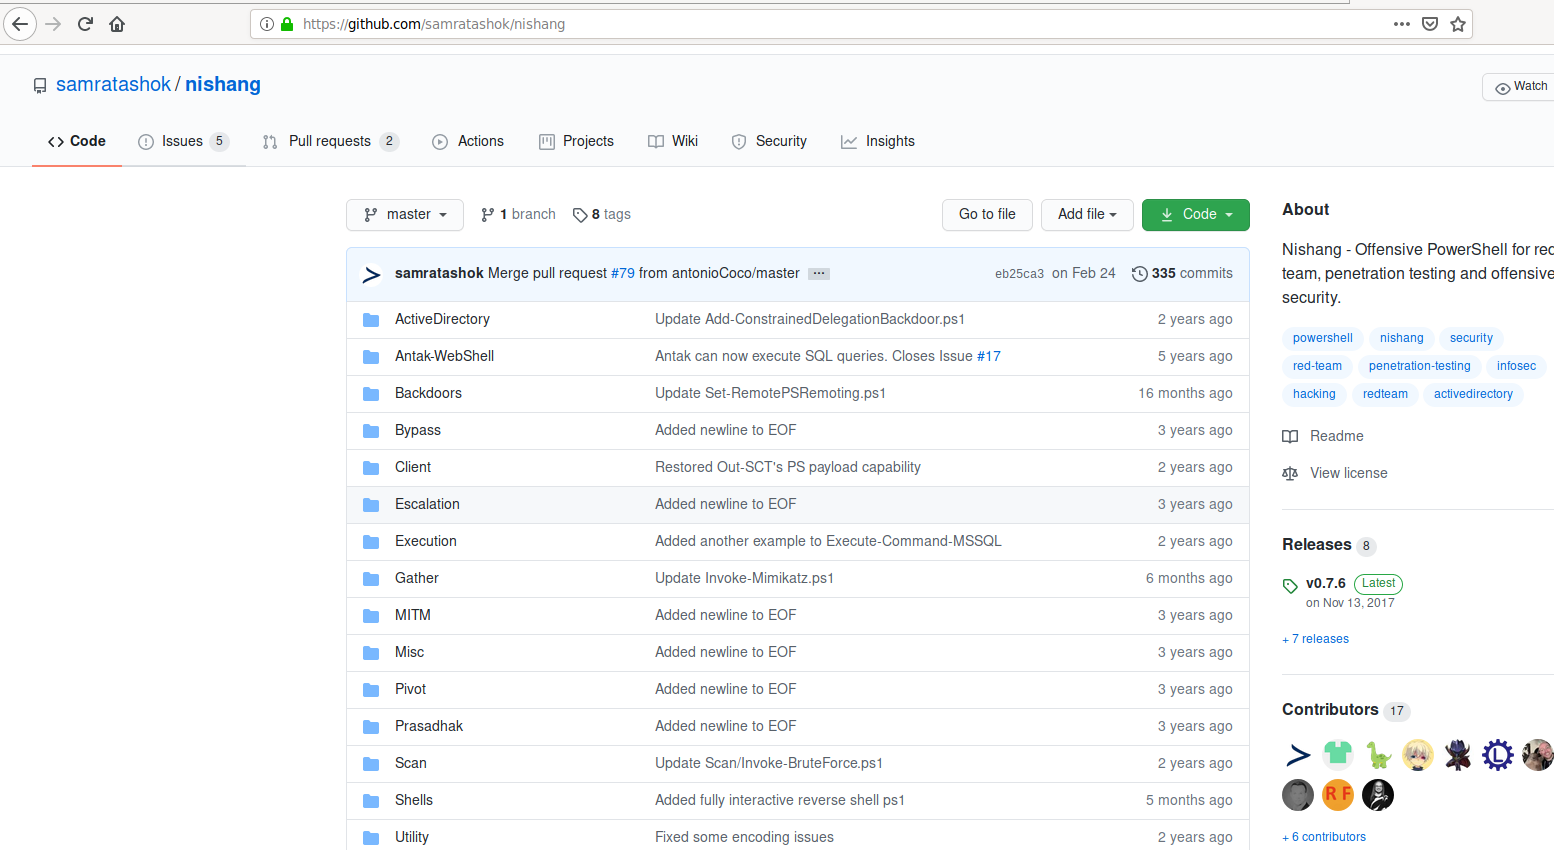 https://github.com/samratashok/nishang
samratashok / nishang
Watch
Code Issues 5 Pull requests 2 Actions Projects Wiki Security Insights
master 1 branch 8 tags Go to file Add file Code
samratashok Merge pull request #79 from antonioCoco/master ··· eb25ca3 on Feb 24 335 commits
ActiveDirectory Update Add-ConstrainedDelegationBackdoor.ps1 2 years ago
Antak-WebShell Antak can now execute SQL queries. Closes Issue #17 5 years ago
Backdoors Update Set-RemotePSRemoting.ps1 16 months ago
Bypass Added newline to EOF 3 years ago
Client Restored Out-SCT's PS payload capability 2 years ago
Escalation Added newline to EOF 3 years ago
Execution Added another example to Execute-Command-MSSQL 2 years ago
Gather Update Invoke-Mimikatz.ps1 6 months ago
MITM Added newline to EOF 3 years ago
Misc Added newline to EOF 3 years ago
Pivot Added newline to EOF 3 years ago
Prasadhak Added newline to EOF 3 years ago
Scan Update Scan/Invoke-BruteForce.ps1 2 years ago
Shells Added fully interactive reverse shell ps1 5 months ago
Utility Fixed some encoding issues 2 years ago
About
Nishang - Offensive PowerShell for red
team, penetration testing and offensive
security.
powershell nishang security
red-team penetration-testing infosec
hacking redteam activedirectory
Readme
View license
Releases 8
v0.7.6 Latest
on Nov 13, 2017
+ 7 releases
Contributors 17
L
R F
+ 6 contributors